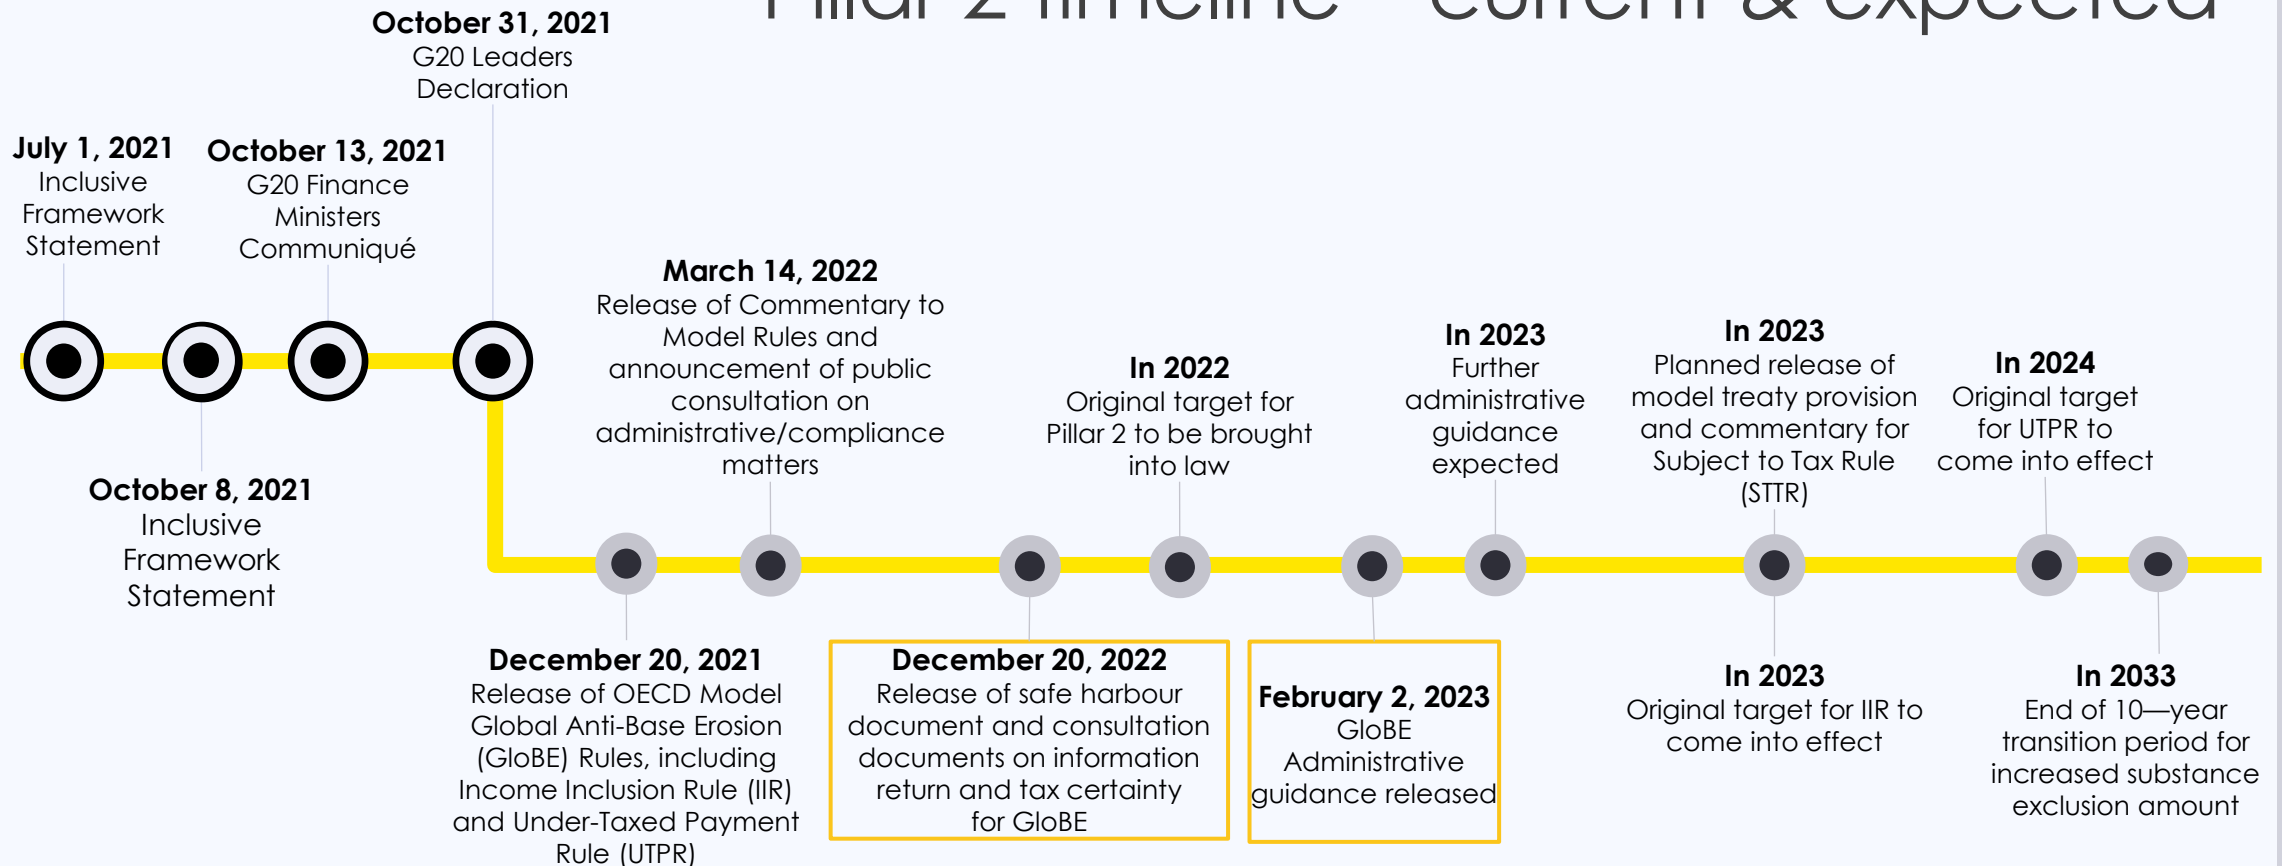 Pillar 2 timeline – current & expected
October 31, 2021
G20 Leaders
Declaration
July 1, 2021
Inclusive
Framework
Statement
October 13, 2021
G20 Finance
Ministers
Communiqué
October 8, 2021
Inclusive
Framework
Statement
March 14, 2022
Release of Commentary to
Model Rules and
announcement of public
consultation on
administrative/compliance
matters
In 2022
Original target for
Pillar 2 to be brought
into law
In 2023
Further
administrative
guidance
expected
In 2023
Planned release of
model treaty provision
and commentary for
Subject to Tax Rule
(STTR)
In 2024
Original target
for UTPR to
come into effect
December 20, 2021
Release of OECD Model
Global Anti-Base Erosion
(GloBE) Rules, including
Income Inclusion Rule (IIR)
and Under-Taxed Payment
Rule (UTPR)
December 20, 2022
Release of safe harbour
document and consultation
documents on information
return and tax certainty
for GloBE
February 2, 2023
GloBE
Administrative
guidance released
In 2023
Original target for IIR to
come into effect
In 2033
End of 10—year
transition period for
increased substance
exclusion amount